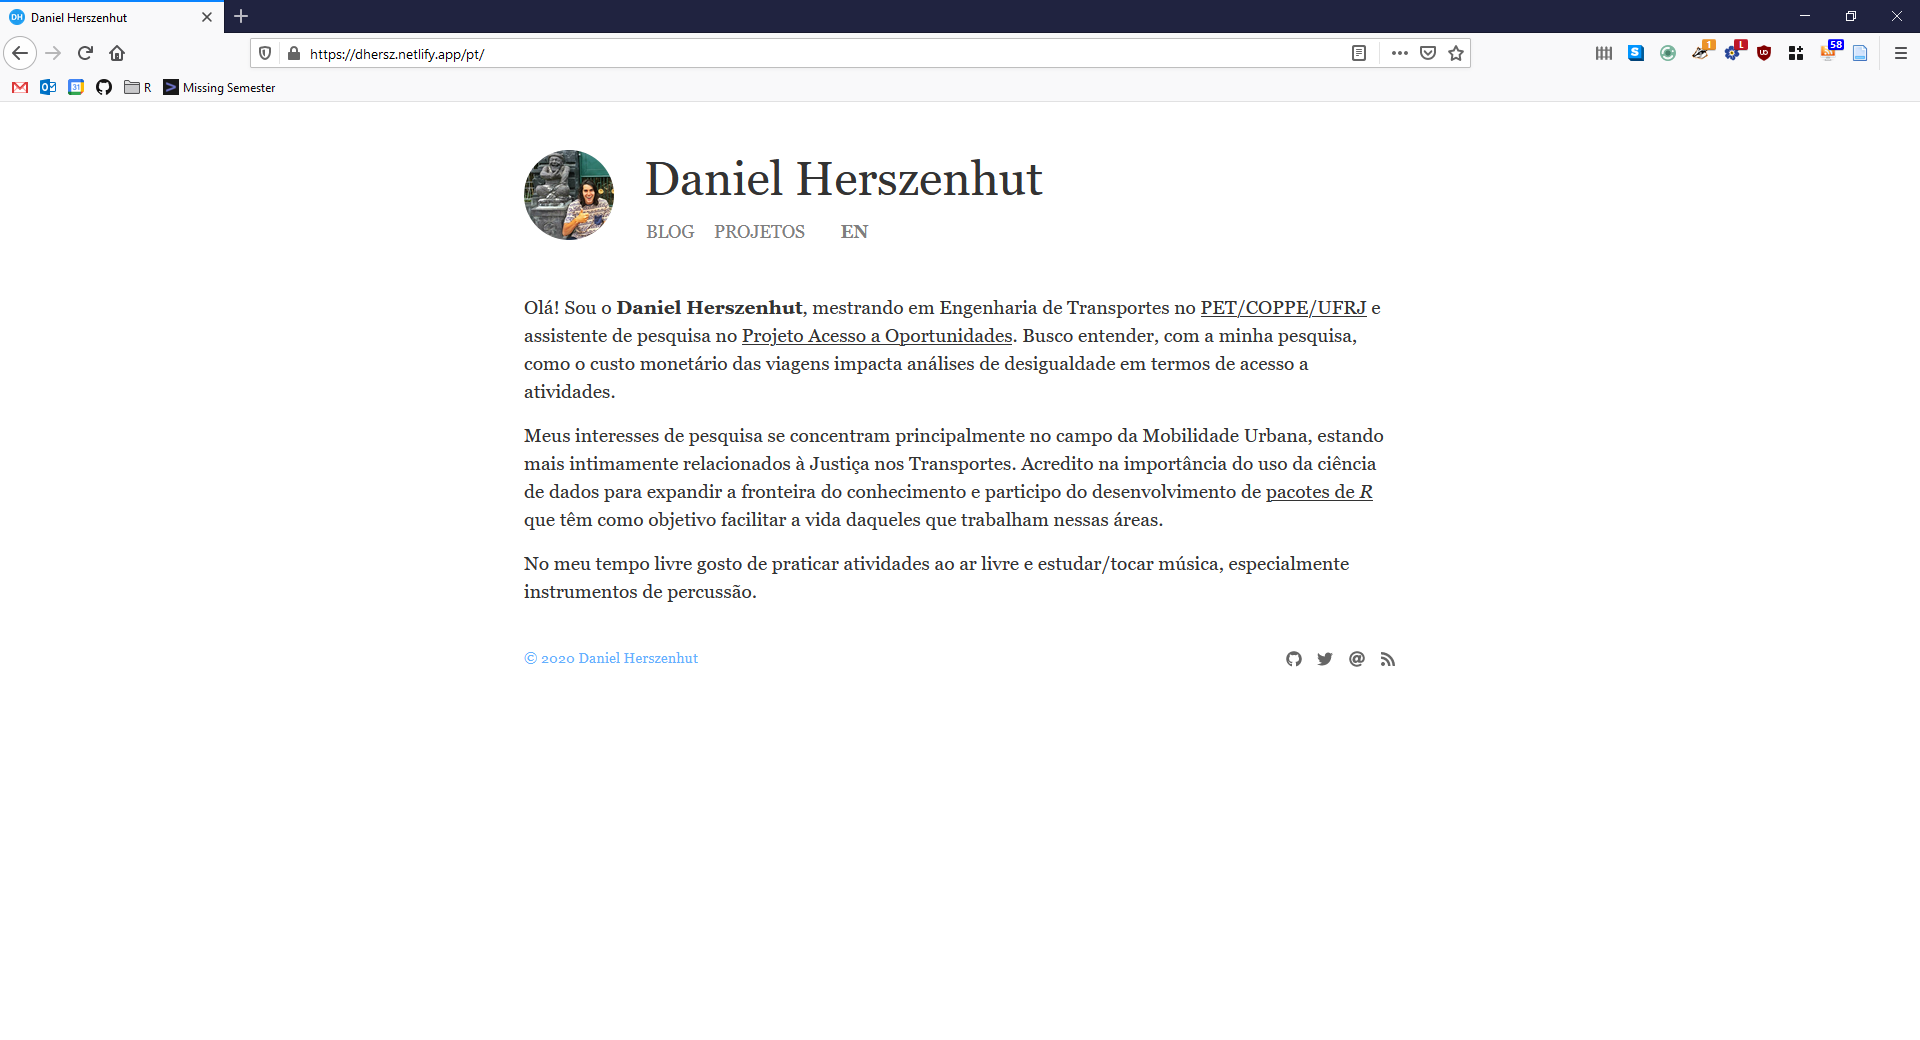 DH Daniel Herszenhut
https://dhersz.netlify.app/pt/
S 1 L UD 58
31 R Missing Semester
Daniel Herszenhut
BLOG PROJETOS EN
Olá! Sou o Daniel Herszenhut, mestrando em Engenharia de Transportes no PET/COPPE/UFRJ e
assistente de pesquisa no Projeto Acesso a Oportunidades. Busco entender, com a minha pesquisa,
como o custo monetário das viagens impacta análises de desigualdade em termos de acesso a
atividades.
Meus interesses de pesquisa se concentram principalmente no campo da Mobilidade Urbana, estando
mais intimamente relacionados à Justiça nos Transportes. Acredito na importância do uso da ciência
de dados para expandir a fronteira do conhecimento e participo do desenvolvimento de pacotes de R
que têm como objetivo facilitar a vida daqueles que trabalham nessas áreas.
No meu tempo livre gosto de praticar atividades ao ar livre e estudar/tocar música, especialmente
instrumentos de percussão.
© 2020 Daniel Herszenhut